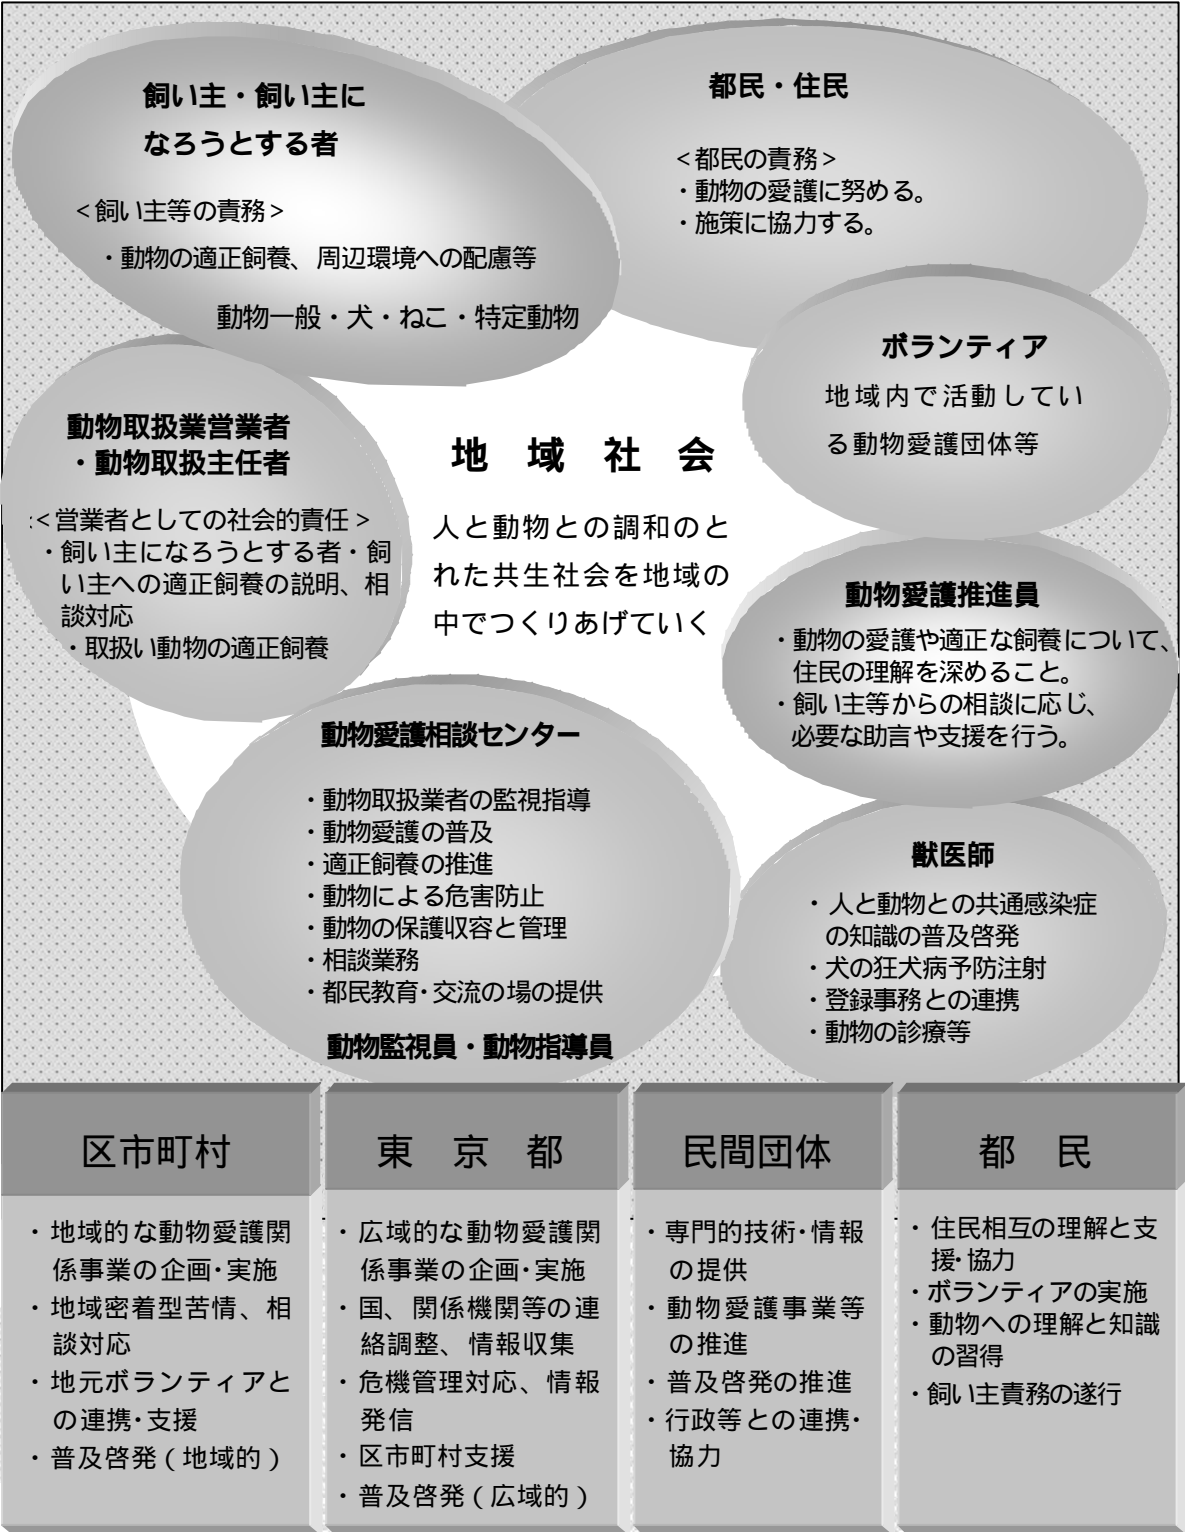 飼い主・飼い主に
なろうとする者
＜飼い主等の責務＞
・動物の適正飼養、周辺環境への配慮等
動物一般・犬・ねこ・特定動物
都民・住民
＜都民の責務＞
・動物の愛護に努める。
・施策に協力する。
ボランティア
地域内で活動してい
る動物愛護団体等
動物取扱業営業者
・動物取扱主任者
＜営業者としての社会的責任＞
・飼い主になろうとする者・飼
い主への適正飼養の説明、相
談対応
・取扱い動物の適正飼養
地 域 社 会
人と動物との調和のと
れた共生社会を地域の
中でつくりあげていく
動物愛護推進員
・動物の愛護や適正な飼養について、
住民の理解を深めること。
・飼い主等からの相談に応じ、
必要な助言や支援を行う。
動物愛護相談センター
・動物取扱業者の監視指導
・動物愛護の普及
・適正飼養の推進
・動物による危害防止
・動物の保護収容と管理
・相談業務
・都民教育・交流の場の提供
動物監視員・動物指導員
獣医師
・人と動物との共通感染症
の知識の普及啓発
・犬の狂犬病予防注射
・登録事務との連携
・動物の診療等
区市町村
・地域的な動物愛護関
係事業の企画・実施
・地域密着型苦情、相
談対応
・地元ボランティアと
の連携・支援
・普及啓発（地域的）
東 京 都
・広域的な動物愛護関
係事業の企画・実施
・国、関係機関等の連
絡調整、情報収集
・危機管理対応、情報
発信
・区市町村支援
・普及啓発（広域的）
民間団体
・専門的技術・情報
の提供
・動物愛護事業等
の推進
・普及啓発の推進
・行政等との連携・
協力
都 民
・住民相互の理解と支
援・協力
・ボランティアの実施
・動物への理解と知識
の習得
・飼い主責務の遂行